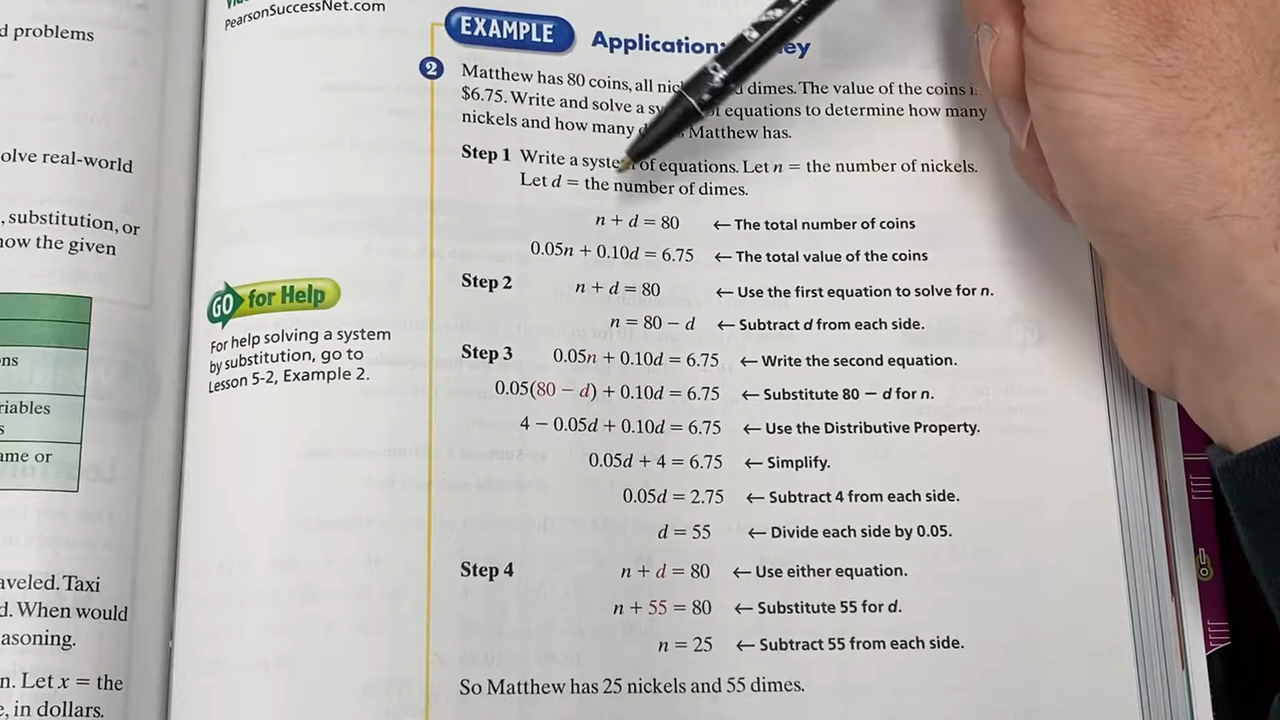 d problems
olve real-world
, substitution, or
now the given
ons
riables
s
ame or
aveled. Taxi
d. When would
asoning.
n. Let x = the
e, in dollars.
PearsonSuccessNet.com
GO for Help
For help solving a system
by substitution, go to
Lesson 5-2, Example 2.
EXAMPLE Application: ey
2 Matthew has 80 coins, all nic d dimes. The value of the coins i
$6.75. Write and solve a sy of equations to determine how many
nickels and how many d s Matthew has.
Step 1 Write a syste of equations. Let n = the number of nickels.
Let d = the number of dimes.
n + d = 80 ← The total number of coins
0.05n + 0.10d = 6.75 ← The total value of the coins
Step 2 n + d = 80 ← Use the first equation to solve for n.
n = 80 − d ← Subtract d from each side.
Step 3 0.05n + 0.10d = 6.75 ← Write the second equation.
0.05(80 − d) + 0.10d = 6.75 ← Substitute 80 − d for n.
4 − 0.05d + 0.10d = 6.75 ← Use the Distributive Property.
0.05d + 4 = 6.75 ← Simplify.
0.05d = 2.75 ← Subtract 4 from each side.
d = 55 ← Divide each side by 0.05.
Step 4 n + d = 80 ← Use either equation.
n + 55 = 80 ← Substitute 55 for d.
n = 25 ← Subtract 55 from each side.
So Matthew has 25 nickels and 55 dimes.